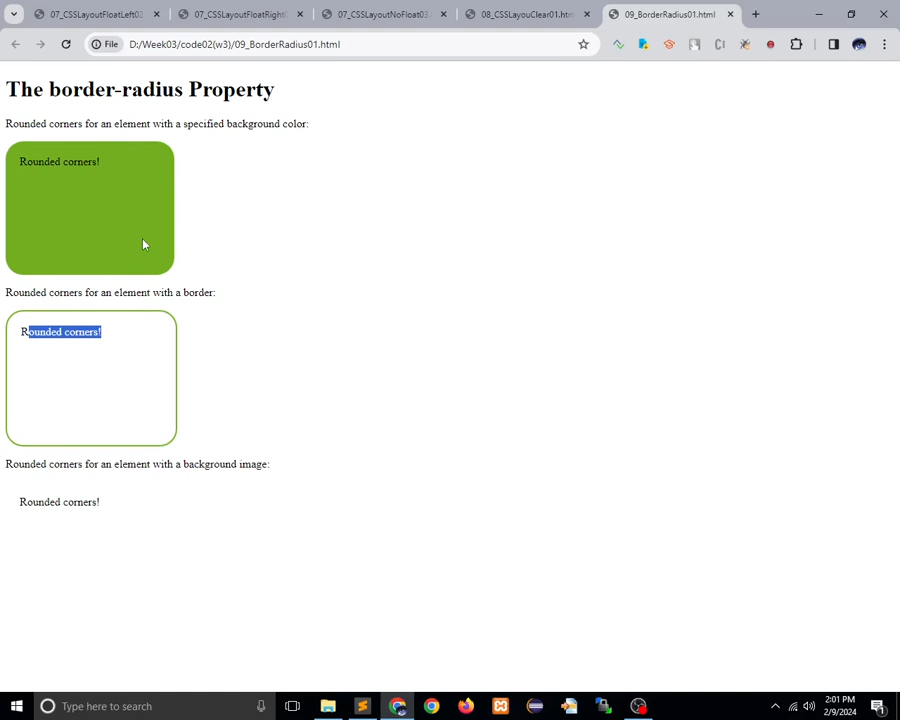 07_CSSLayoutFloatLeft02
07_CSSLayoutFloatRight
07_CSSLayoutNoFloat03.
08_CSSLayouClear01.htm
09_BorderRadius01.html
File
D:/Week03/code02(w3)/09_BorderRadius01.html
The border-radius Property
Rounded corners for an element with a specified background color:
Rounded corners!
Rounded corners for an element with a border:
Rounded corners!
Rounded corners for an element with a background image:
Rounded corners!
Type here to search
2:01 PM
2/9/2024
1